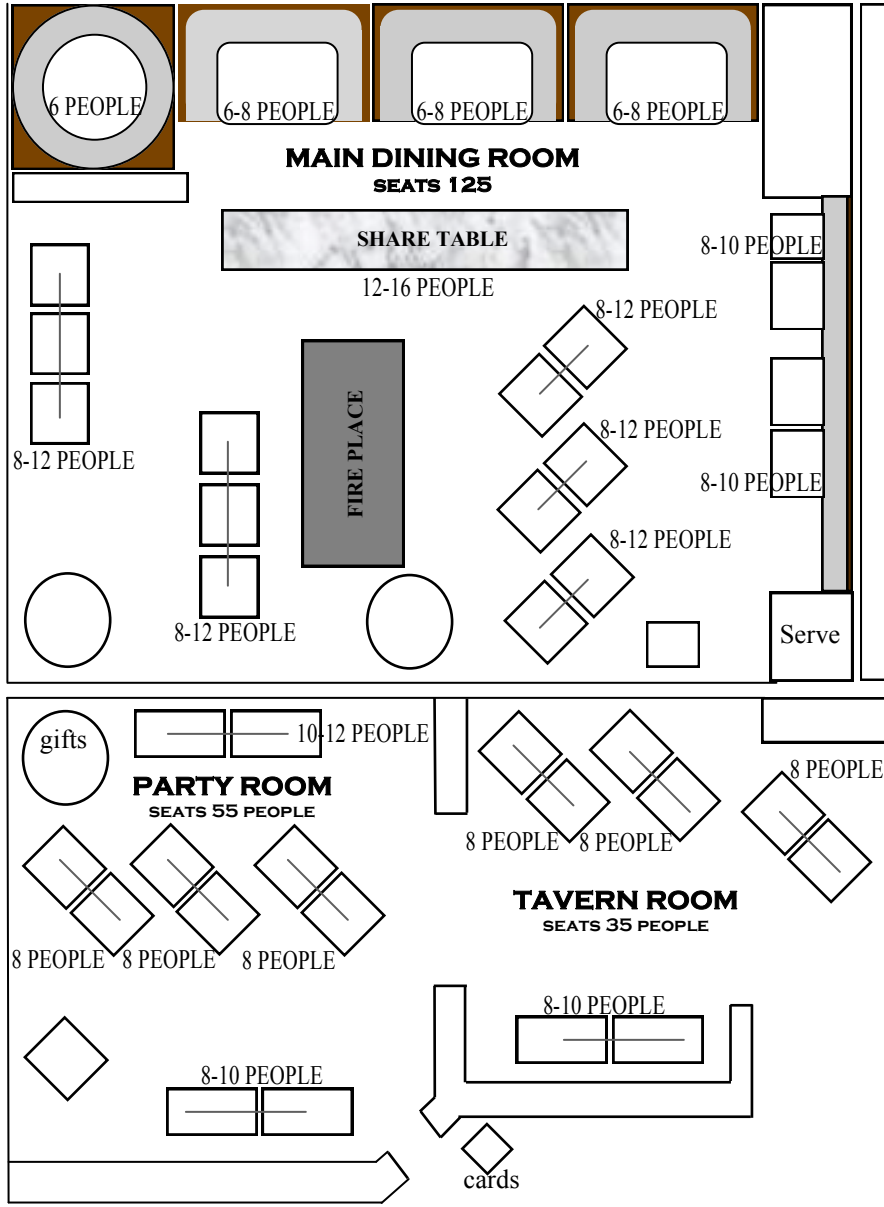 6 PEOPLE
6-8 PEOPLE
6-8 PEOPLE
6-8 PEOPLE
MAIN DINING ROOM
SEATS 125
SHARE TABLE
12-16 PEOPLE
8-10 PEOPLE
8-12 PEOPLE
FIRE PLACE
8-12 PEOPLE
8-12 PEOPLE
8-10 PEOPLE
8-12 PEOPLE
8-12 PEOPLE
Serve
gifts
10-12 PEOPLE
PARTY ROOM
SEATS 55 PEOPLE
8 PEOPLE
8 PEOPLE
8 PEOPLE
8 PEOPLE
8 PEOPLE
8 PEOPLE
TAVERN ROOM
SEATS 35 PEOPLE
8-10 PEOPLE
8-10 PEOPLE
cards